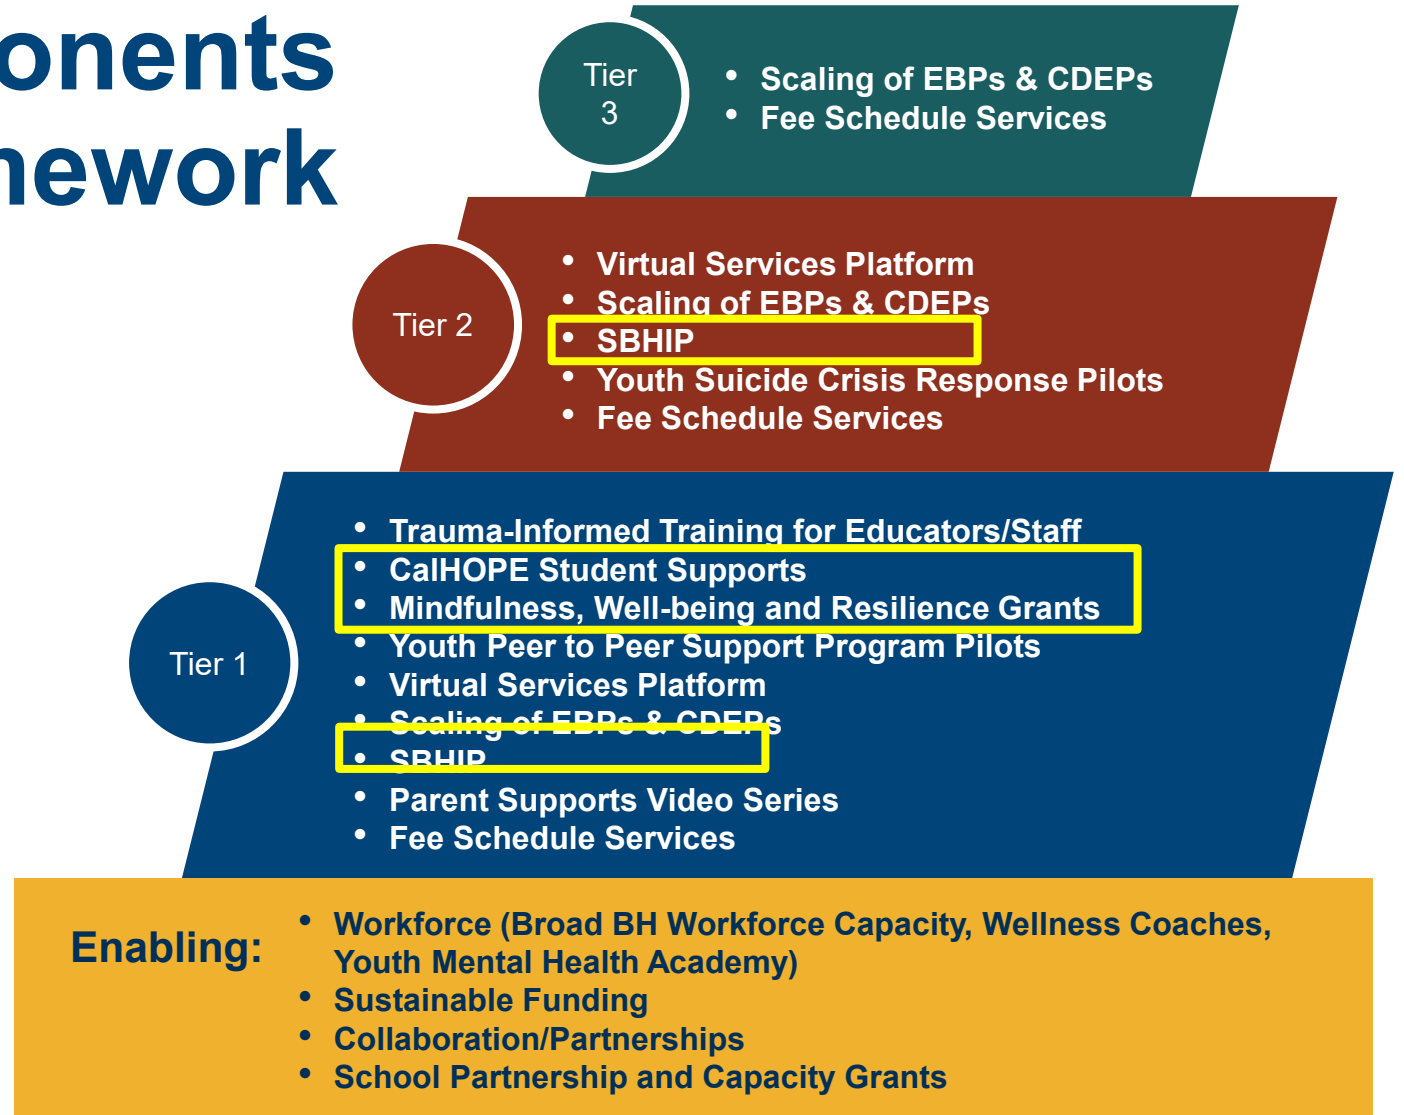 onents
nework
Tier
3
• Scaling of EBPs & CDEPs
• Fee Schedule Services
Tier 2
• Virtual Services Platform
• Scaling of EBPs & CDEPs
• SBHIP
• Youth Suicide Crisis Response Pilots
• Fee Schedule Services
Tier 1
• Trauma-Informed Training for Educators/Staff
• CalHOPE Student Supports
• Mindfulness, Well-being and Resilience Grants
• Youth Peer to Peer Support Program Pilots
• Virtual Services Platform
• Scaling of EBPs & CDEPs
• SBHIP
• Parent Supports Video Series
• Fee Schedule Services
Enabling:
• Workforce (Broad BH Workforce Capacity, Wellness Coaches,
Youth Mental Health Academy)
• Sustainable Funding
• Collaboration/Partnerships
• School Partnership and Capacity Grants